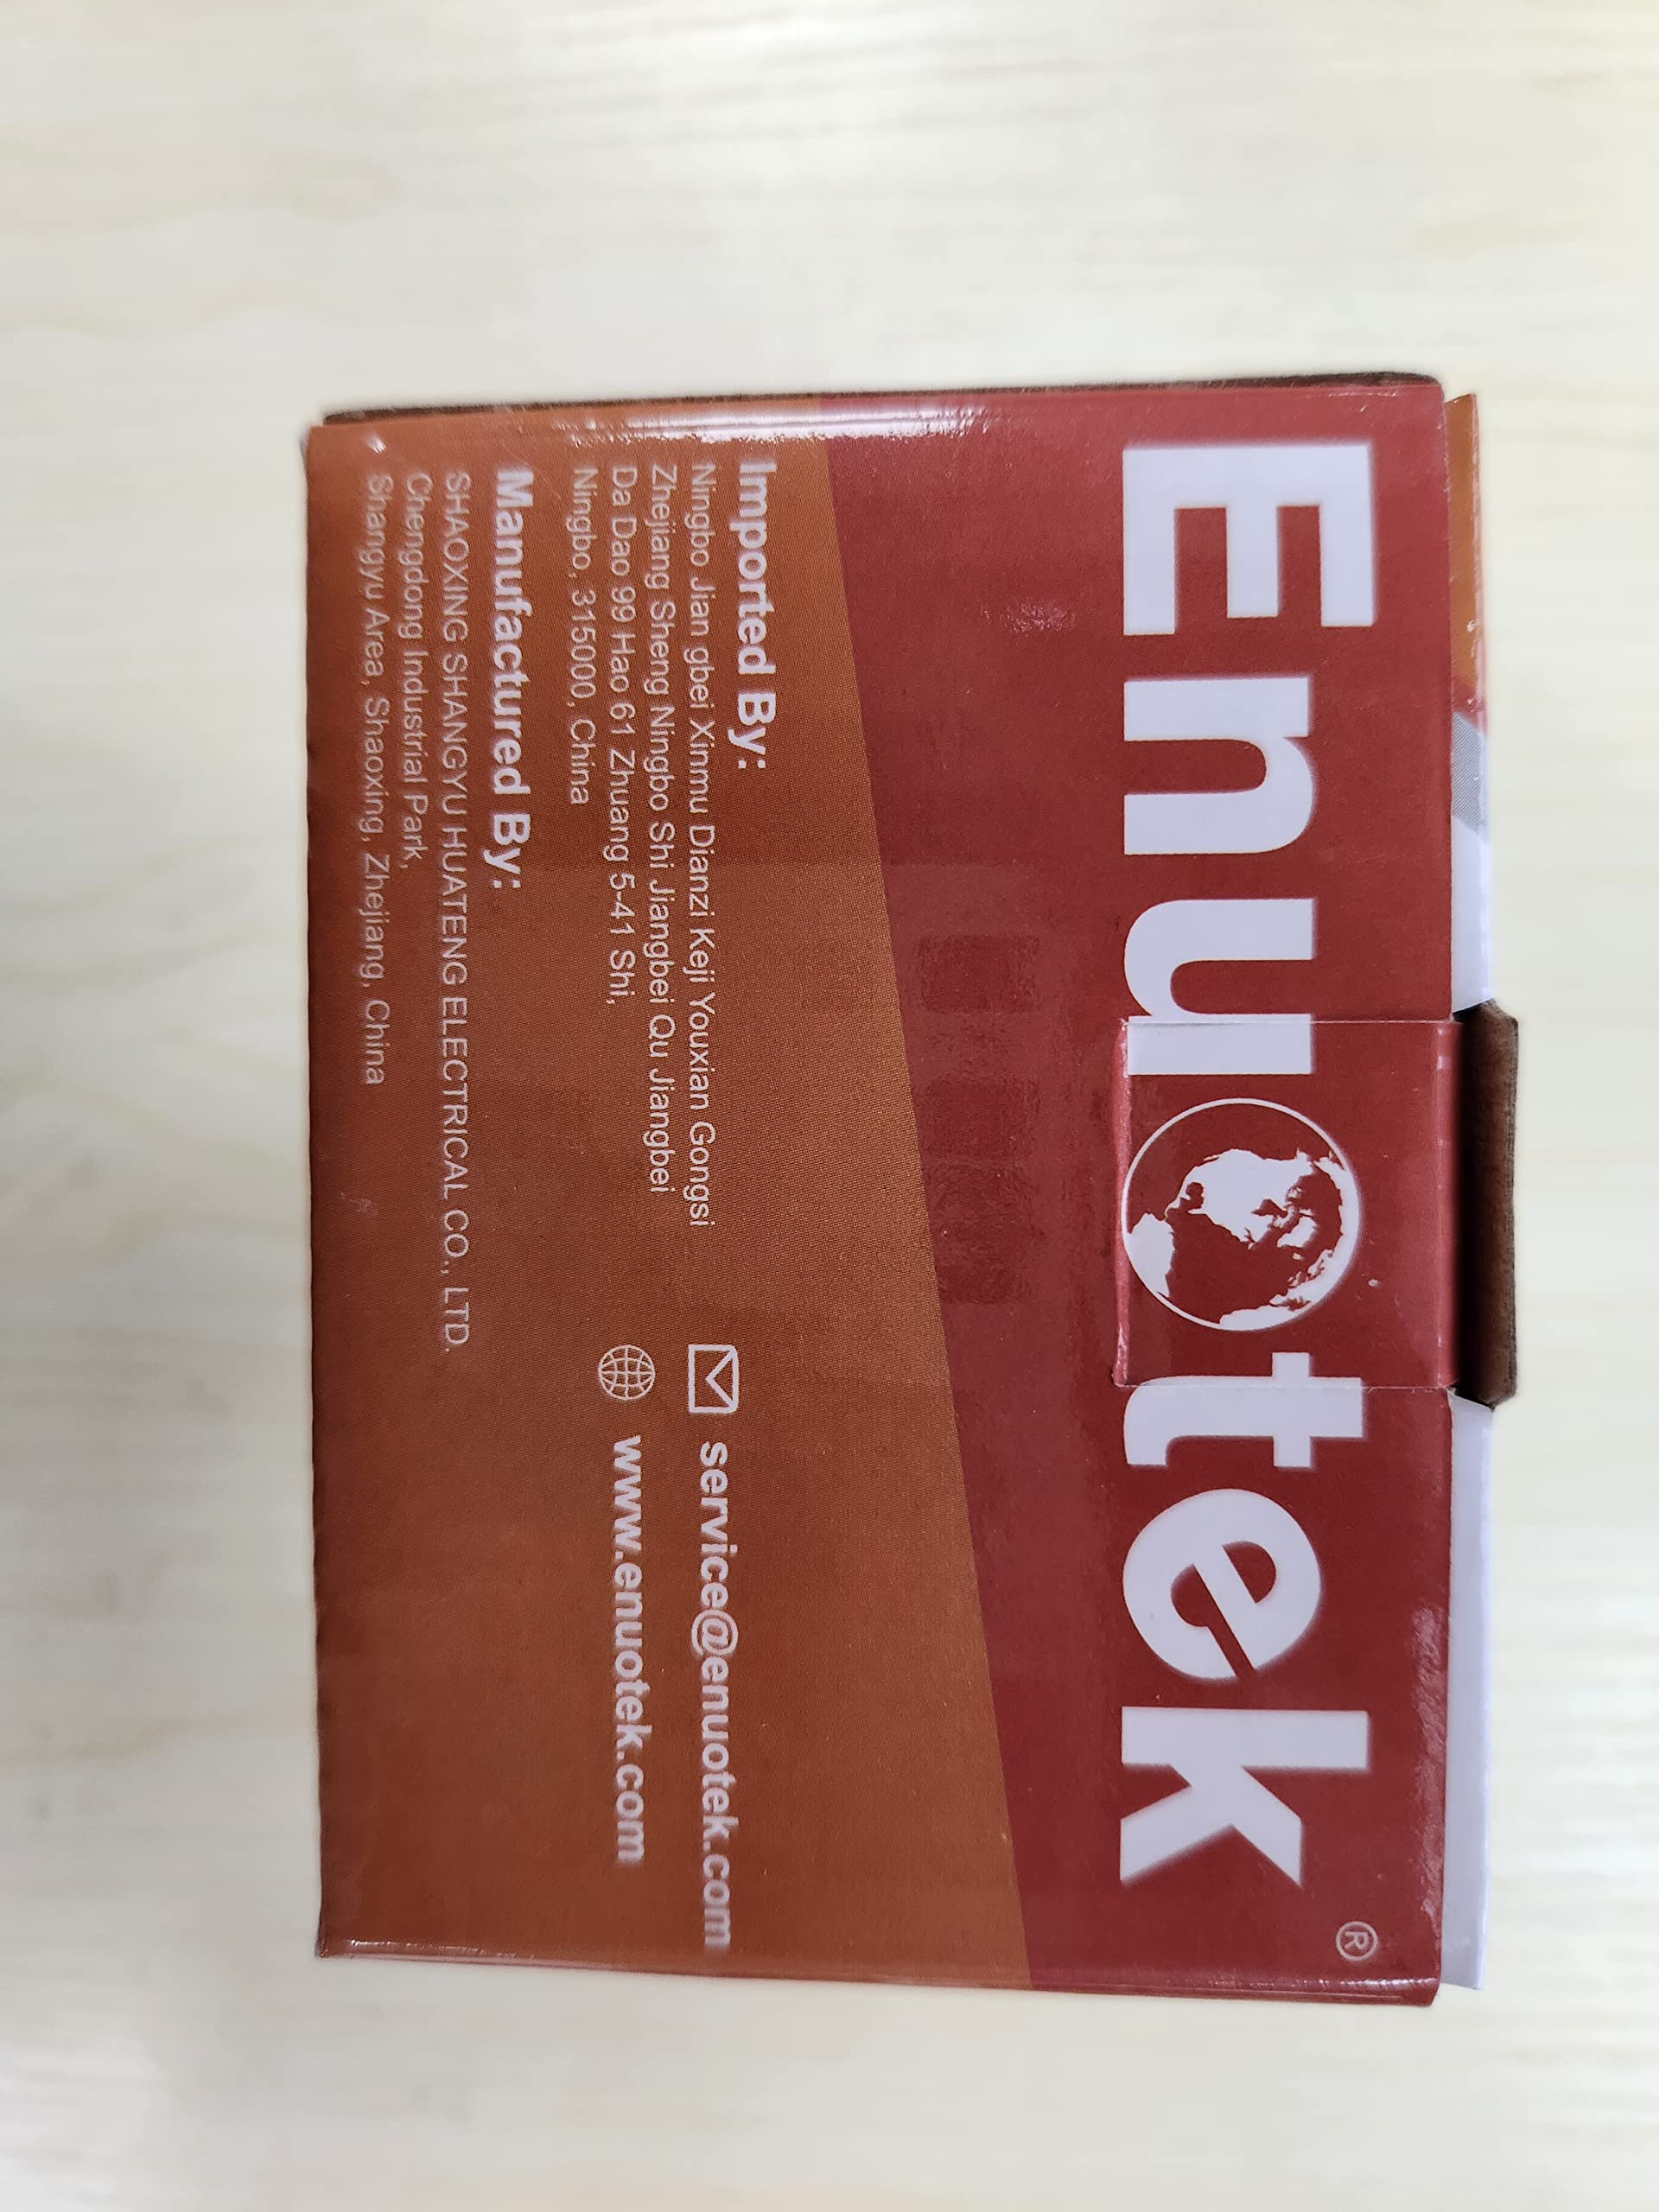 Enuotek®
Imported By:
Ningbo Jian gbei Xinmu Dianzi Keji Youxian Gongsi
Zhejiang Sheng Ningbo Shi Jiangbei Qu Jiangbei
Da Dao 99 Hao 61 Zhuang 5-41 Shi,
Ningbo, 315000, China
Manufactured By:
SHAOXING SHANGYU HUATENG ELECTRICAL CO., LTD.
Chengdong Industrial Park,
Shangyu Area, Shaoxing, Zhejiang, China
service@enuotek.com
www.enuotek.com